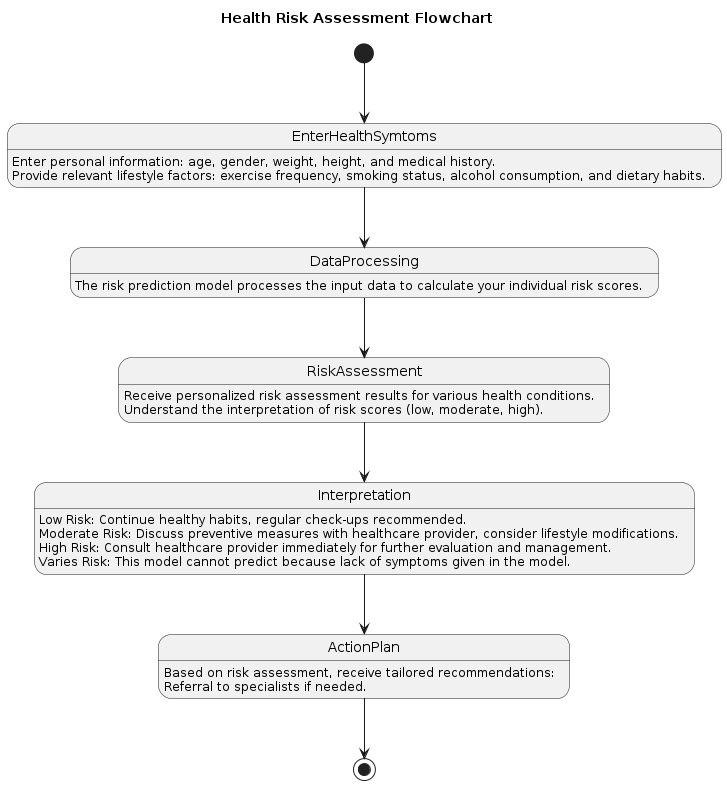 Health Risk Assessment Flowchart
EnterHealthSymtoms
Enter personal information: age, gender, weight, height, and medical history.
Provide relevant lifestyle factors: exercise frequency, smoking status, alcohol consumption, and dietary habits.
DataProcessing
The risk prediction model processes the input data to calculate your individual risk scores.
RiskAssessment
Receive personalized risk assessment results for various health conditions.
Understand the interpretation of risk scores (low, moderate, high).
Interpretation
Low Risk: Continue healthy habits, regular check-ups recommended.
Moderate Risk: Discuss preventive measures with healthcare provider, consider lifestyle modifications.
High Risk: Consult healthcare provider immediately for further evaluation and management.
Varies Risk: This model cannot predict because lack of symptoms given in the model.
ActionPlan
Based on risk assessment, receive tailored recommendations:
Referral to specialists if needed.